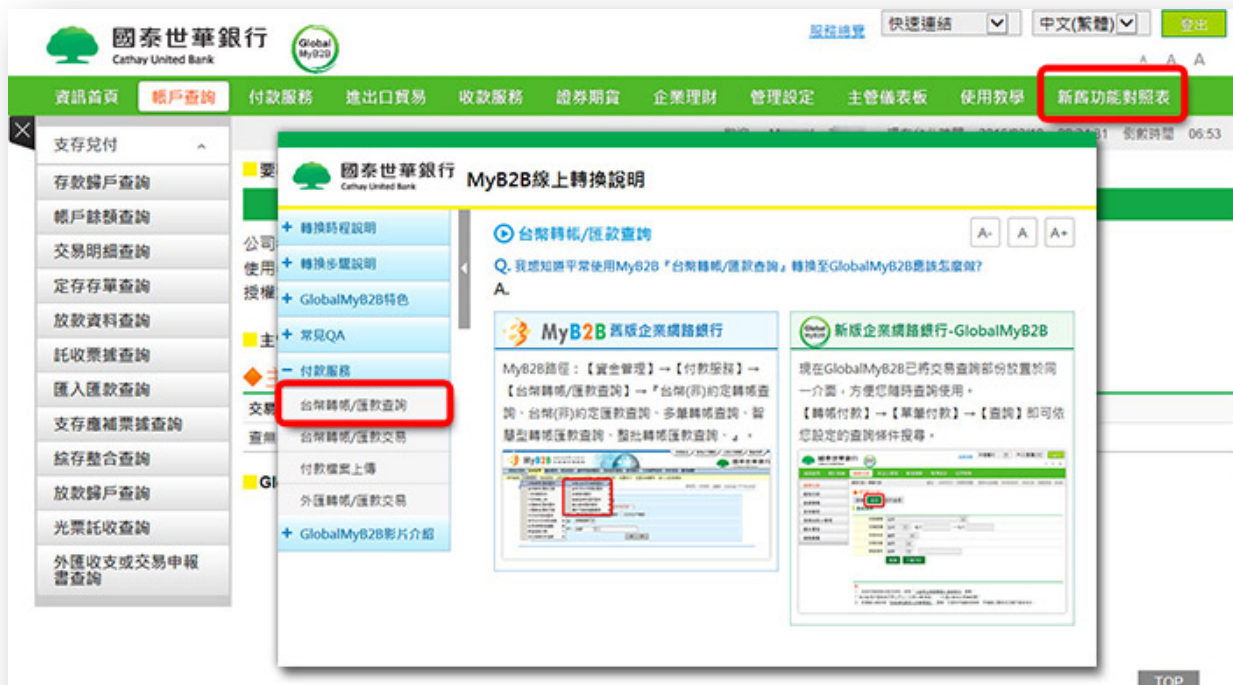 國泰世華銀行
Cathay United Bank
Global MyB2B
服務總覽
快速連結
中文(繁體)
登出
A A A
資訊首頁 帳戶查詢 付款服務 進出口貿易 收款服務 證券期貨 企業理財 管理設定 主管儀表板 使用教學 新舊功能對照表
倒數時間 06:53
支存兌付
存款歸戶查詢
帳戶餘額查詢
交易明細查詢
定存存單查詢
放款資料查詢
託收票據查詢
匯入匯款查詢
支存應補票據查詢
綜存整合查詢
放款歸戶查詢
光票託收查詢
外匯收支或交易申報
書查詢
要
公司
使用
授權
主
交易
Gl
國泰世華銀行
Cathay United Bank
MyB2B線上轉換說明
+ 轉換時程說明
+ 轉換步驟說明
+ GlobalMyB2B特色
+ 常見QA
− 付款服務
台幣轉帳/匯款查詢
台幣轉帳/匯款交易
付款檔案上傳
外匯轉帳/匯款交易
+ GlobalMyB2B影片介紹
台幣轉帳/匯款查詢
A- A A+
Q. 我想知道平常使用MyB2B『台幣轉帳/匯款查詢』轉換至GlobalMyB2B應該怎麼做?
A.
MyB2B 舊版企業網路銀行
MyB2B路徑：【資金管理】→【付款服務】→
【台幣轉帳/匯款查詢】→『台幣(非)約定轉帳查
詢、台幣(非)約定匯款查詢、多筆轉帳查詢、智
慧型轉帳匯款查詢、整批轉帳匯款查詢、』。
新版企業網路銀行-GlobalMyB2B
現在GlobalMyB2B已將交易查詢部份放置於同
一介面，方便您隨時查詢使用。
【轉帳付款】→【單筆付款】→【查詢】即可依
您設定的查詢條件搜尋。
TOP